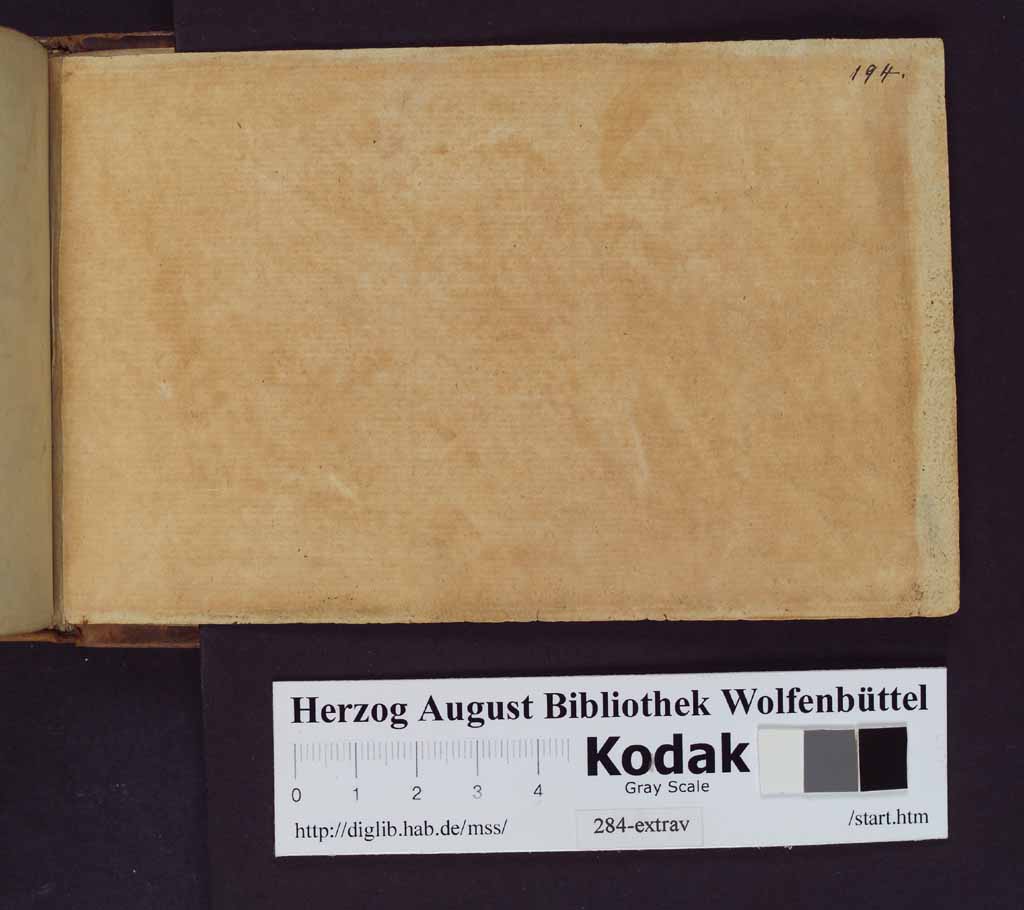 194.
Herzog August Bibliothek Wolfenbüttel
Kodak
Gray Scale
0 1 2 3 4
http://diglib.hab.de/mss/
284-extrav
/start.htm